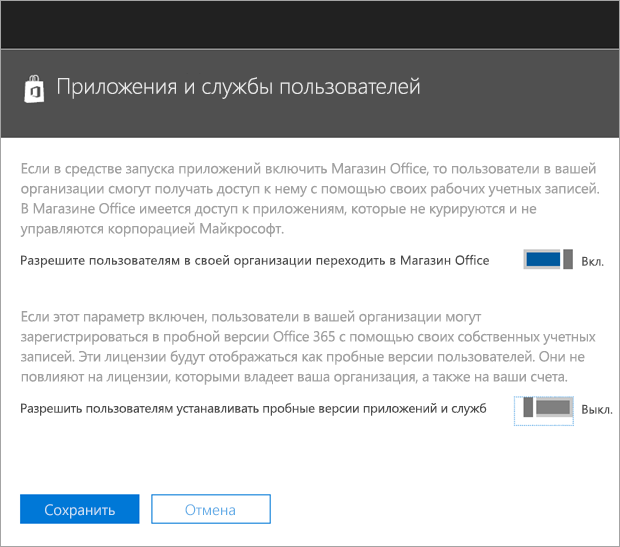 Приложения и службы пользователей
Если в средстве запуска приложений включить Магазин Office, то пользователи в вашей
организации смогут получать доступ к нему с помощью своих рабочих учетных записей.
В Магазине Office имеется доступ к приложениям, которые не курируются и не
управляются корпорацией Майкрософт.
Разрешите пользователям в своей организации переходить в Магазин Office Вкл.
Если этот параметр включен, пользователи в вашей организации могут
зарегистрироваться в пробной версии Office 365 с помощью своих собственных учетных
записей. Эти лицензии будут отображаться как пробные версии пользователей. Они не
повлияют на лицензии, которыми владеет ваша организация, а также на ваши счета.
Разрешить пользователям устанавливать пробные версии приложений и служб Выкл.
Сохранить Отмена